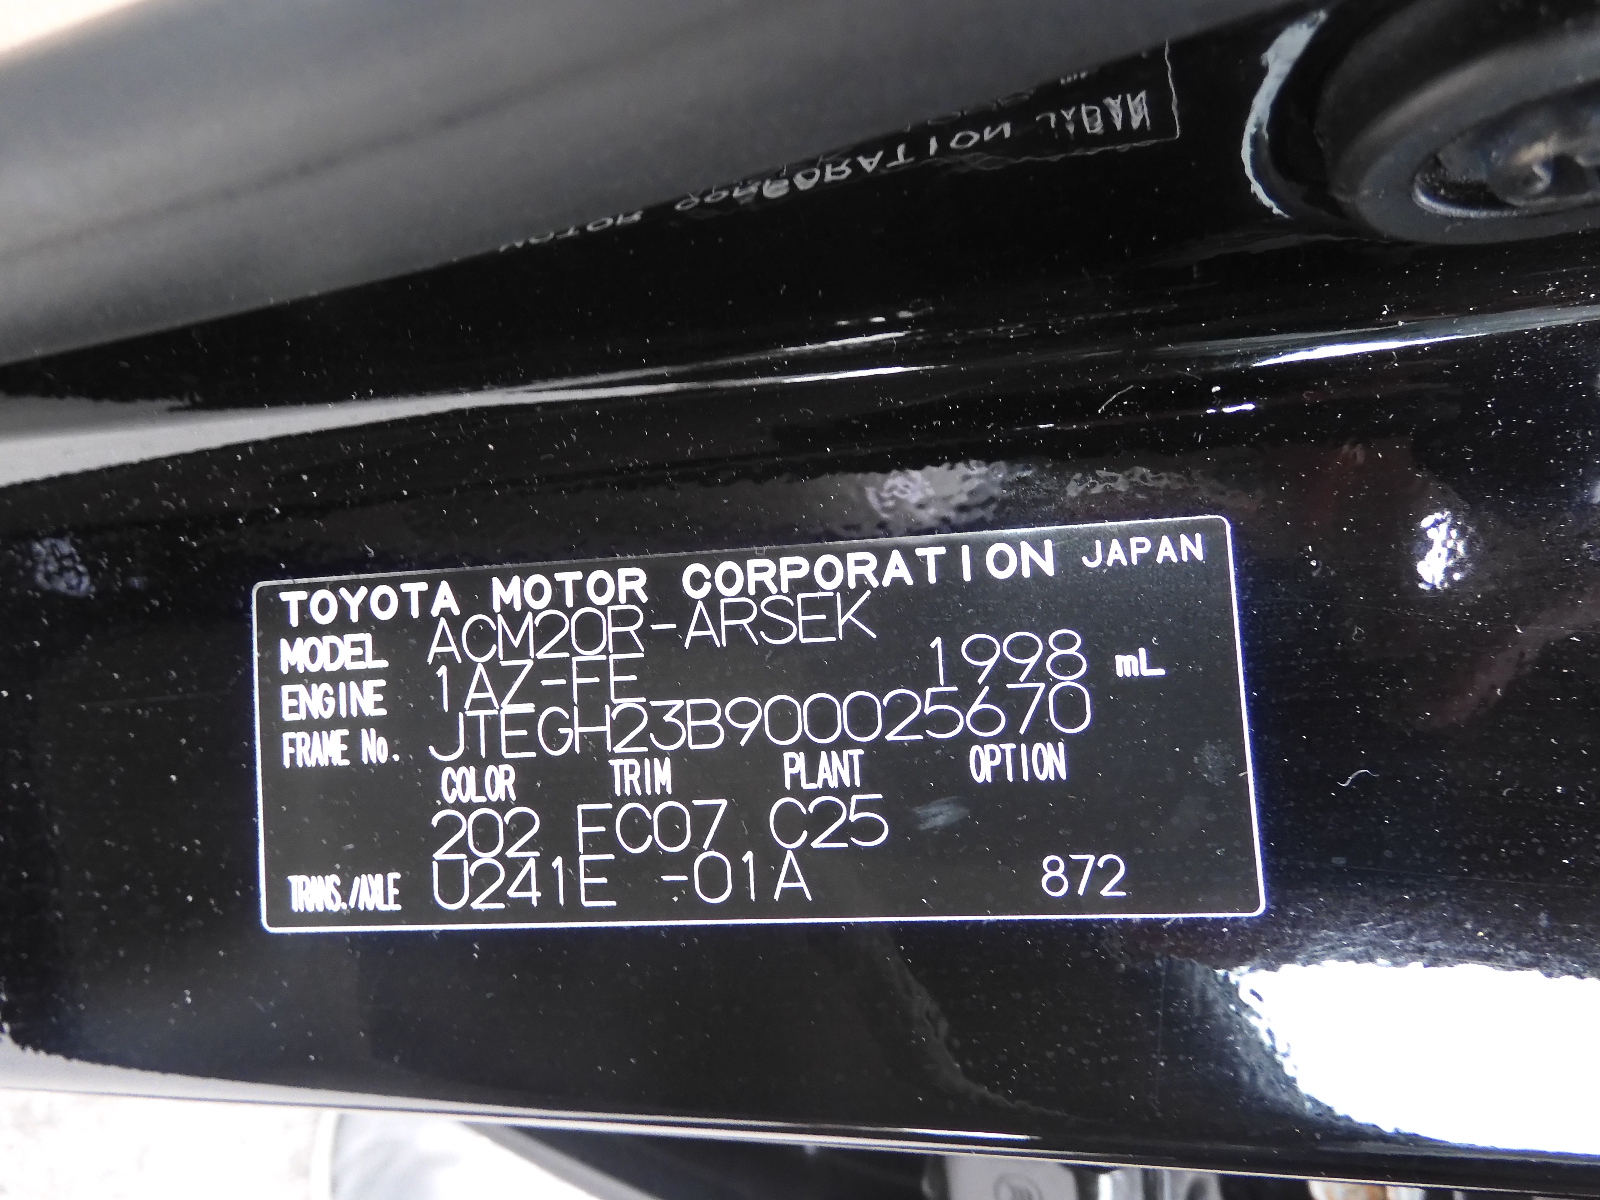 TOYOTA MOTOR CORPORATION JAPAN
MODEL ACM20R-ARSEK
ENGINE 1AZ-FE 1998 mL
FRAME No. JTEGH23B900025670
COLOR TRIM PLANT OPTION
202 FC07 C25
TRANS./AXLE U241E -01A 872